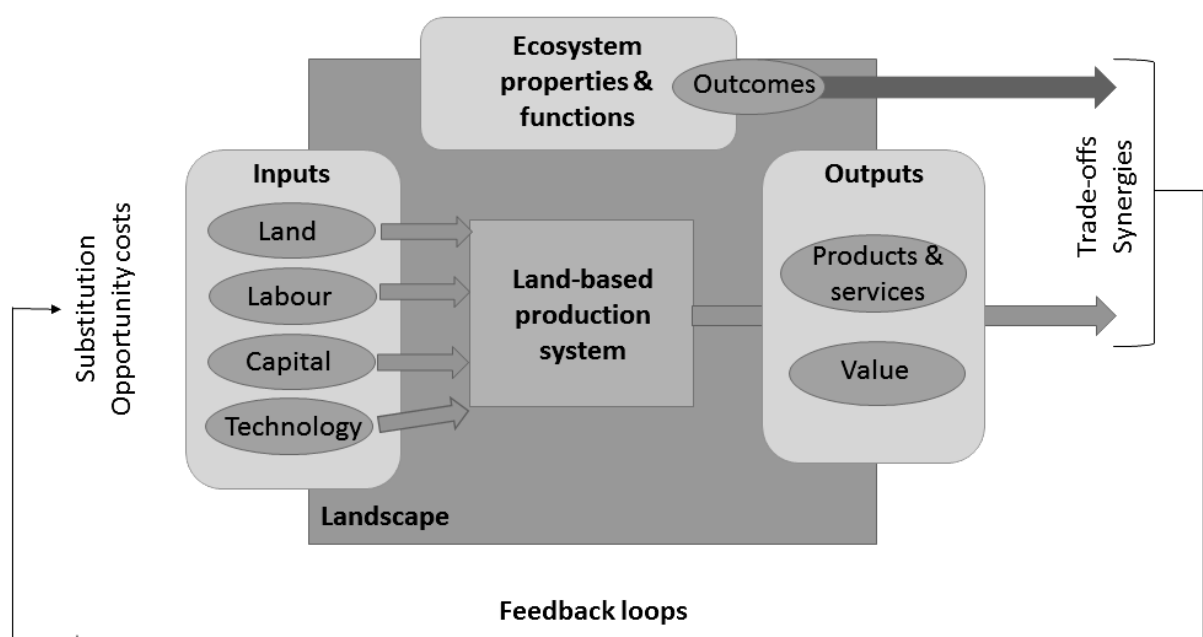 Ecosystem
properties &
functions
Outcomes
Inputs
Land
Labour
Capital
Technology
Land-based
production
system
Outputs
Products &
services
Value
Trade-offs
Synergies
Substitution
Opportunity costs
Landscape
Feedback loops